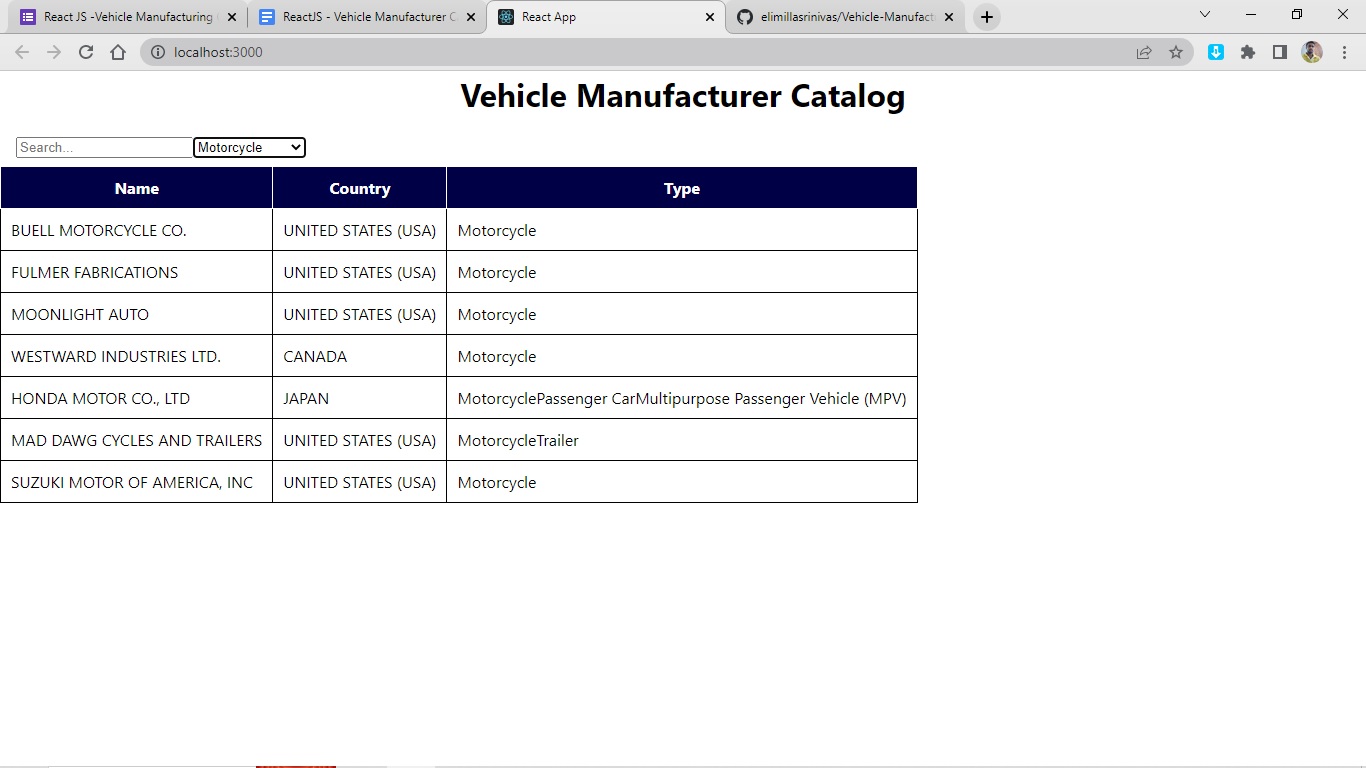 React JS -Vehicle Manufacturing
ReactJS - Vehicle Manufacturer C
React App
elimillasrinivas/Vehicle-Manufact
localhost:3000
Vehicle Manufacturer Catalog
Search...
Motorcycle
Name Country Type
BUELL MOTORCYCLE CO. UNITED STATES (USA) Motorcycle
FULMER FABRICATIONS UNITED STATES (USA) Motorcycle
MOONLIGHT AUTO UNITED STATES (USA) Motorcycle
WESTWARD INDUSTRIES LTD. CANADA Motorcycle
HONDA MOTOR CO., LTD JAPAN MotorcyclePassenger CarMultipurpose Passenger Vehicle (MPV)
MAD DAWG CYCLES AND TRAILERS UNITED STATES (USA) MotorcycleTrailer
SUZUKI MOTOR OF AMERICA, INC UNITED STATES (USA) Motorcycle